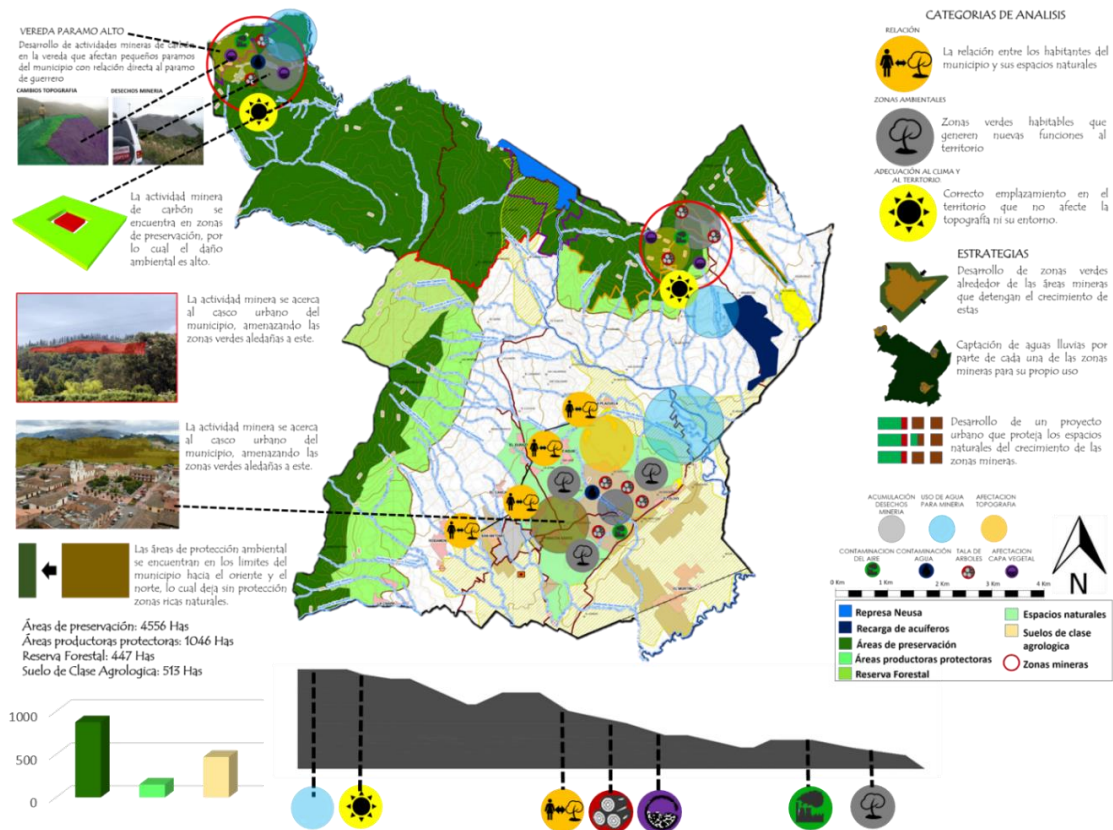 VEREDA PARAMO ALTO
Desarrollo de actividades mineras de carbón
en la vereda que afectan pequeños paramos
del municipio con relación directa al paramo
de guerrero
CAMBIOS TOPOGRAFIA
DESECHOS MINERIA
La actividad minera
de carbón se
encuentra en zonas
de preservación, por
lo cual el daño
ambiental es alto.
La actividad minera se acerca
al casco urbano del
municipio, amenazando las
zonas verdes aledañas a este.
La actividad minera se acerca
al casco urbano del
municipio, amenazando las
zonas verdes aledañas a este.
Las áreas de protección ambiental
se encuentran en los limites del
municipio hacia el oriente y el
norte, lo cual deja sin protección
zonas ricas naturales.
Áreas de preservación: 4556 Has
Áreas productoras protectoras: 1046 Has
Reserva Forestal: 447 Has
Suelo de Clase Agrologica: 513 Has
1000
500
0
CATEGORIAS DE ANALISIS
RELACIÓN
La relación entre los habitantes del
municipio y sus espacios naturales
ZONAS AMBIENTALES
Zonas verdes habitables que
generen nuevas funciones al
territorio
ADECUACIÓN AL CLIMA Y
AL TERRTORIO.
Correcto emplazamiento en el
territorio que no afecte la
topografía ni su entorno.
ESTRATEGIAS
Desarrollo de zonas verdes
alrededor de las áreas mineras
que detengan el crecimiento de
estas
Captación de aguas lluvias por
parte de cada una de las zonas
mineras para su propio uso
Desarrollo de un proyecto
urbano que proteja los espacios
naturales del crecimiento de las
zonas mineras.
ACUMULACIÓN
DESECHOS
MINERIA
USO DE AGUA
PARA MINERIA
AFECTACION
TOPOGRAFIA
CONTAMINACION
DEL AIRE
CONTAMINACIÓN
AGUA
TALA DE
ARBOLES
AFECTACION
CAPA VEGETAL
0 Km
1 Km
2 Km
3 Km
4 Km
N
Represa Neusa
Recarga de acuíferos
Áreas de preservación
Áreas productoras protectoras
Reserva Forestal
Espacios naturales
Suelos de clase
agrologica
Zonas mineras